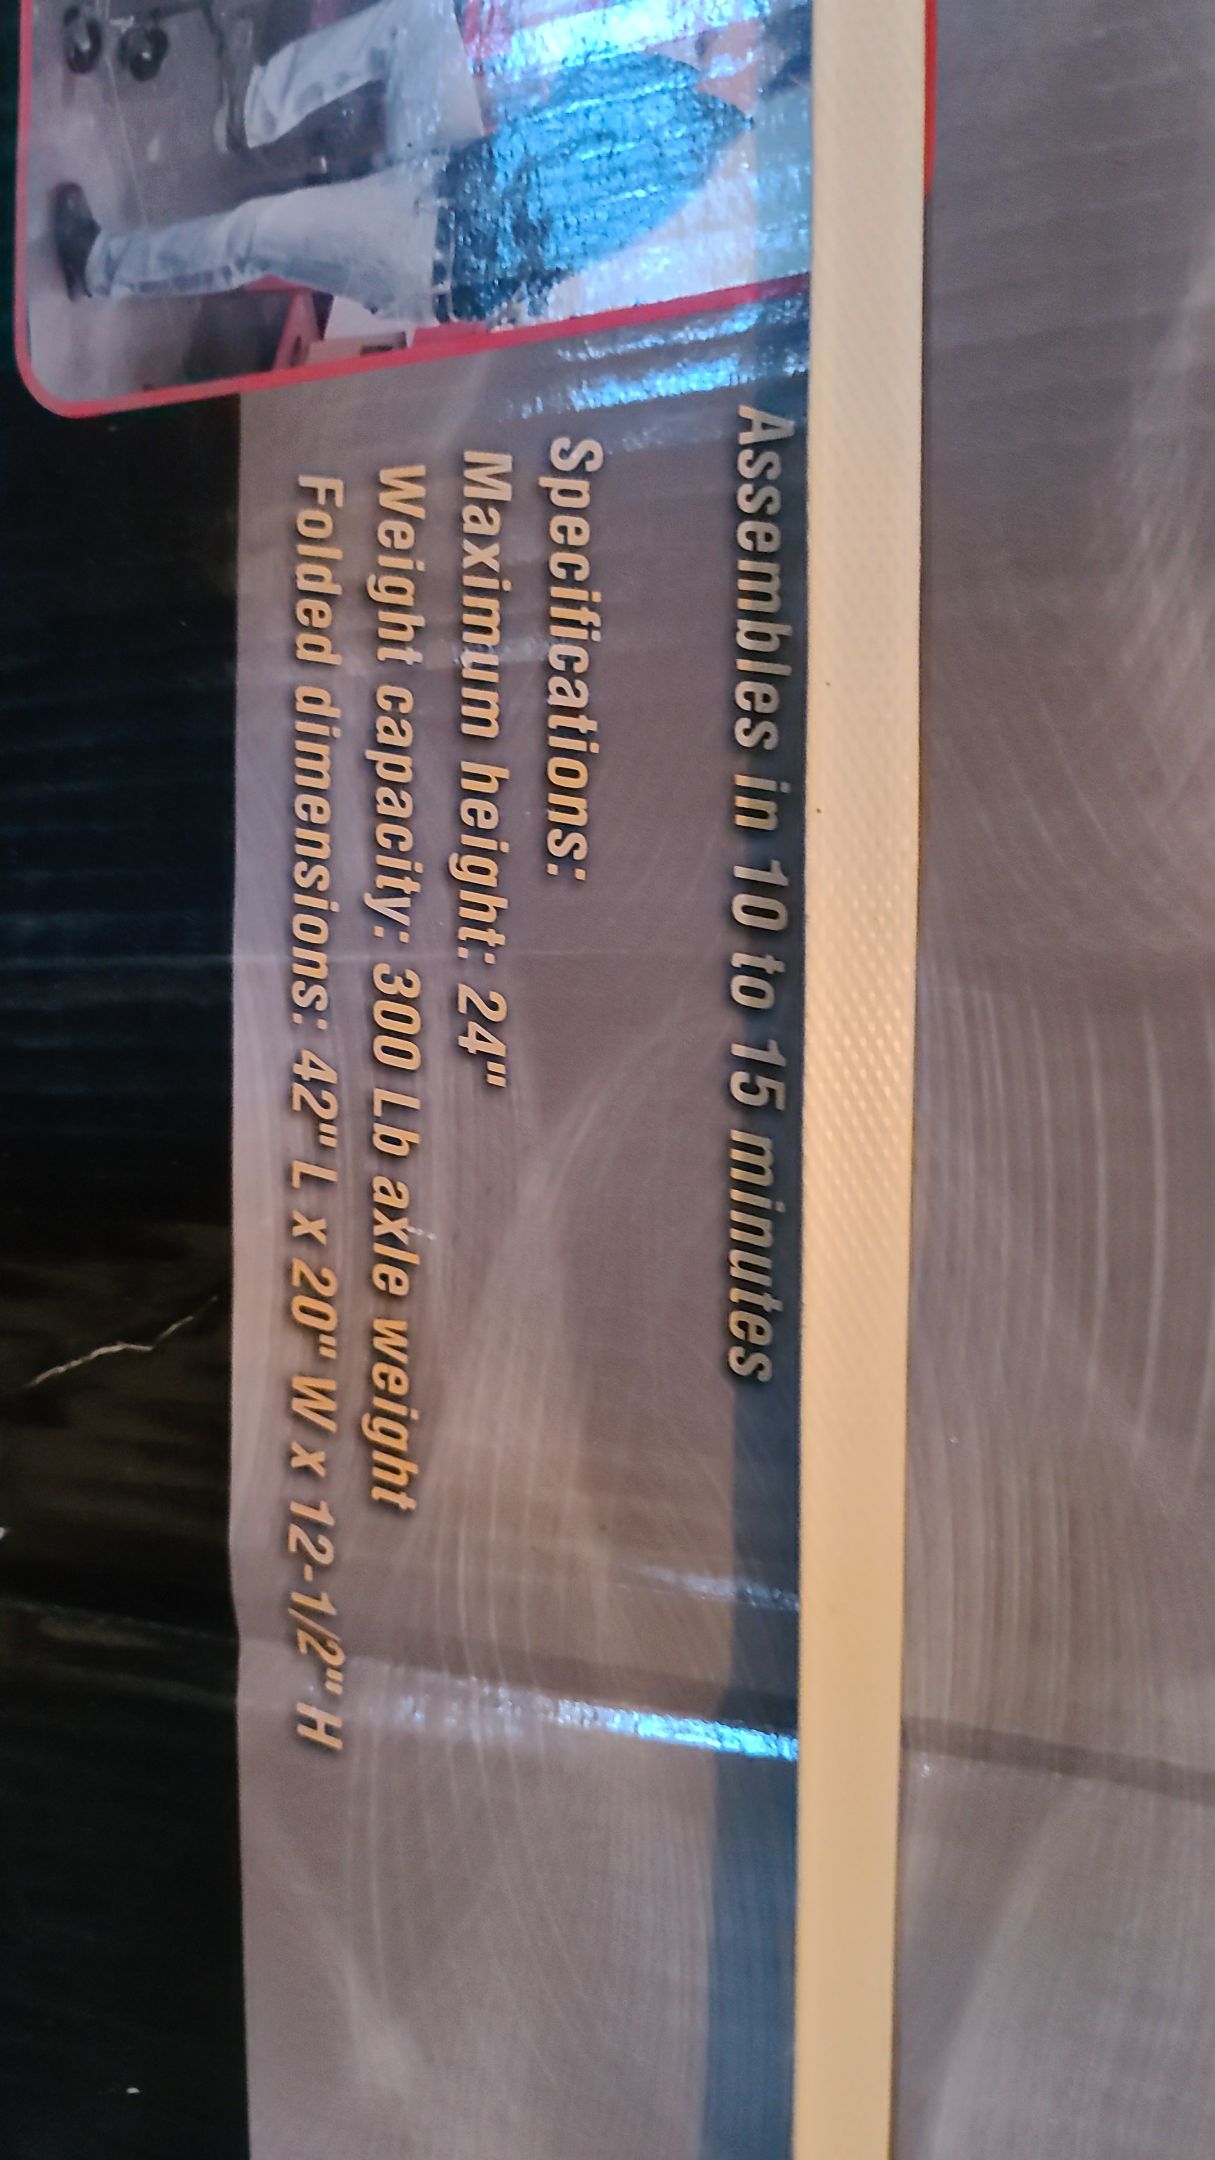 Assembles in 10 to 15 minutes
Specifications:
Maximum height: 24"
Weight capacity: 300 Lb axle weight
Folded dimensions: 42" L x 20" W x 12-1/2" H